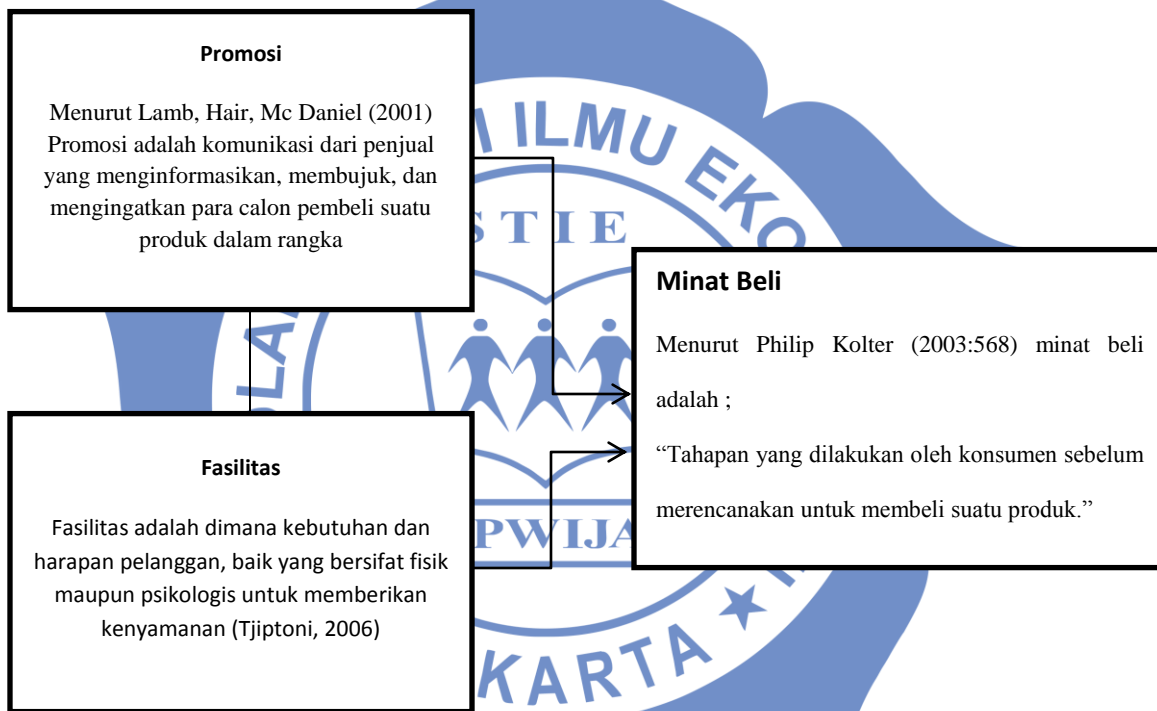 Promosi
Menurut Lamb, Hair, Mc Daniel (2001)
Promosi adalah komunikasi dari penjual
yang menginformasikan, membujuk, dan
mengingatkan para calon pembeli suatu
produk dalam rangka
Fasilitas
Fasilitas adalah dimana kebutuhan dan
harapan pelanggan, baik yang bersifat fisik
maupun psikologis untuk memberikan
kenyamanan (Tjiptoni, 2006)
Minat Beli
Menurut Philip Kolter (2003:568) minat beli
adalah ;
“Tahapan yang dilakukan oleh konsumen sebelum
merencanakan untuk membeli suatu produk.”
ILMU
STIE